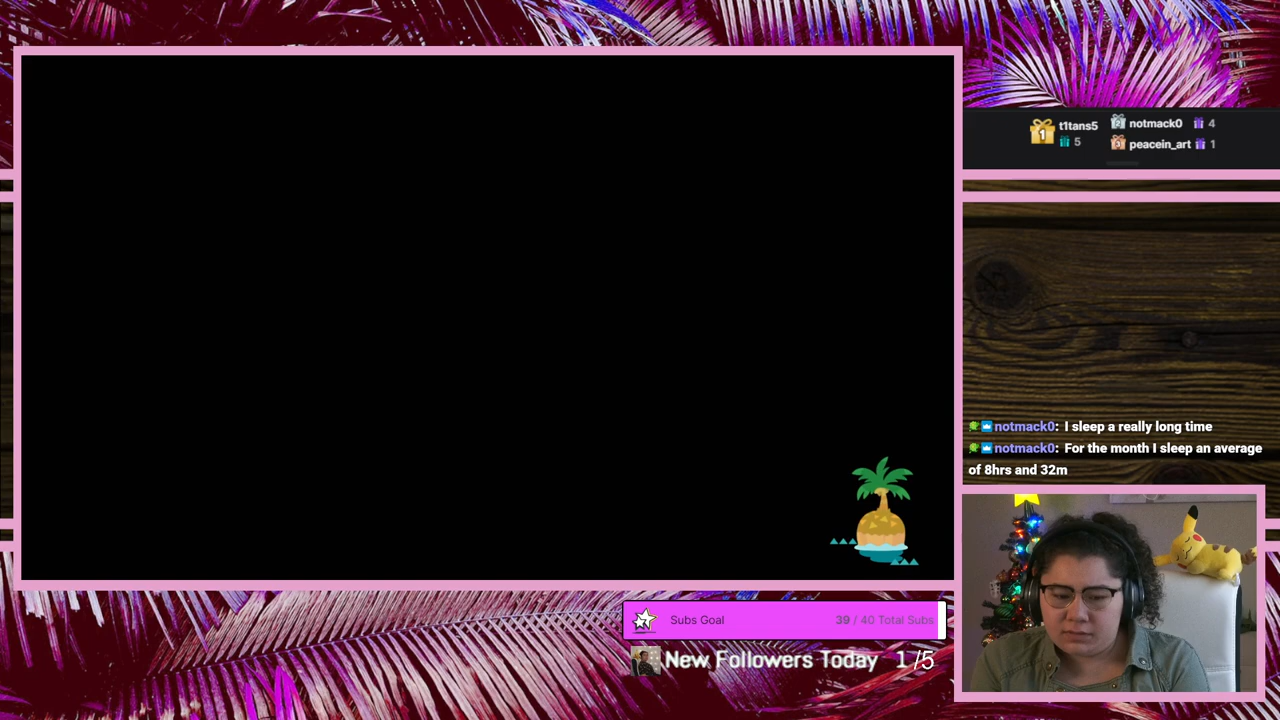 1 t1tans5
5
notmack0 4
peacein_art 1
notmack0: I sleep a really long time
notmack0: For the month I sleep an average
of 8hrs and 32m
Subs Goal 39 / 40 Total Subs
New Followers Today 1 /5